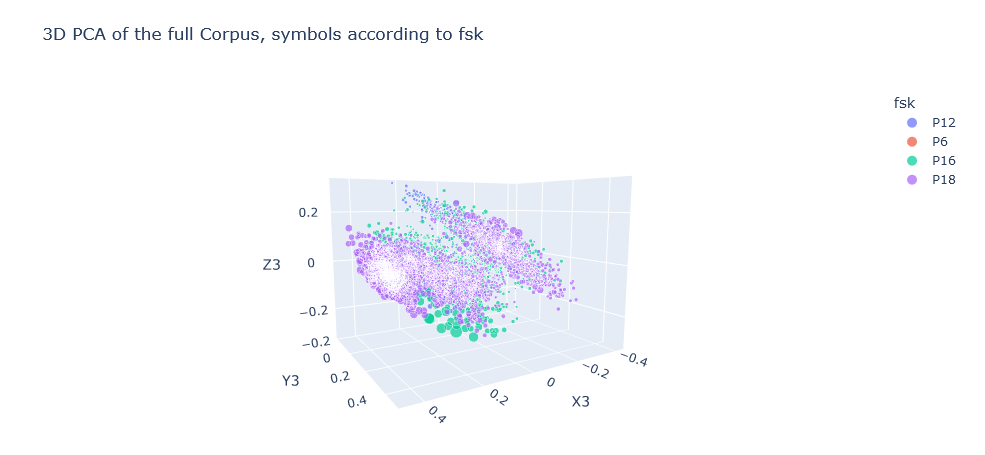 3D PCA of the full Corpus, symbols according to fsk
fsk
P12
P6
P16
P18
0.2
0
−0.2
Z3
−0.2
0
0.2
0.4
Y3
0.4
0.2
0
−0.2
−0.4
X3